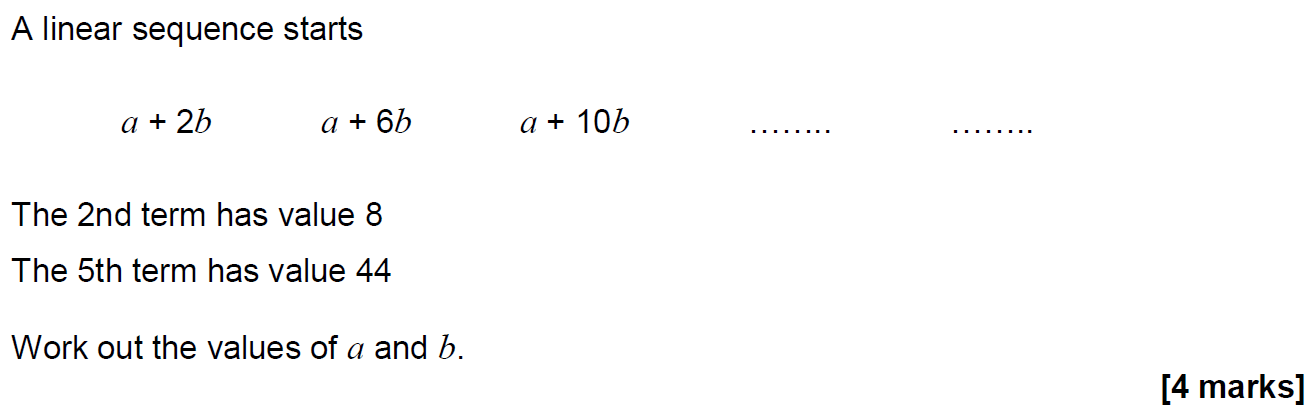 A linear sequence starts
a + 2b a + 6b a + 10b ........ ........
The 2nd term has value 8
The 5th term has value 44
Work out the values of a and b.
[4 marks]